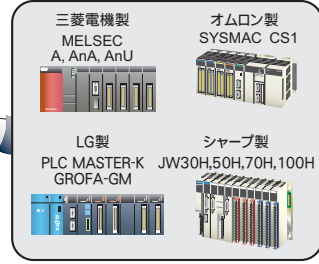 三菱電機製
MELSEC
A, AnA, AnU
オムロン製
SYSMAC CS1
LG製
PLC MASTER-K
GROFA-GM
シャープ製
JW30H,50H,70H,100H